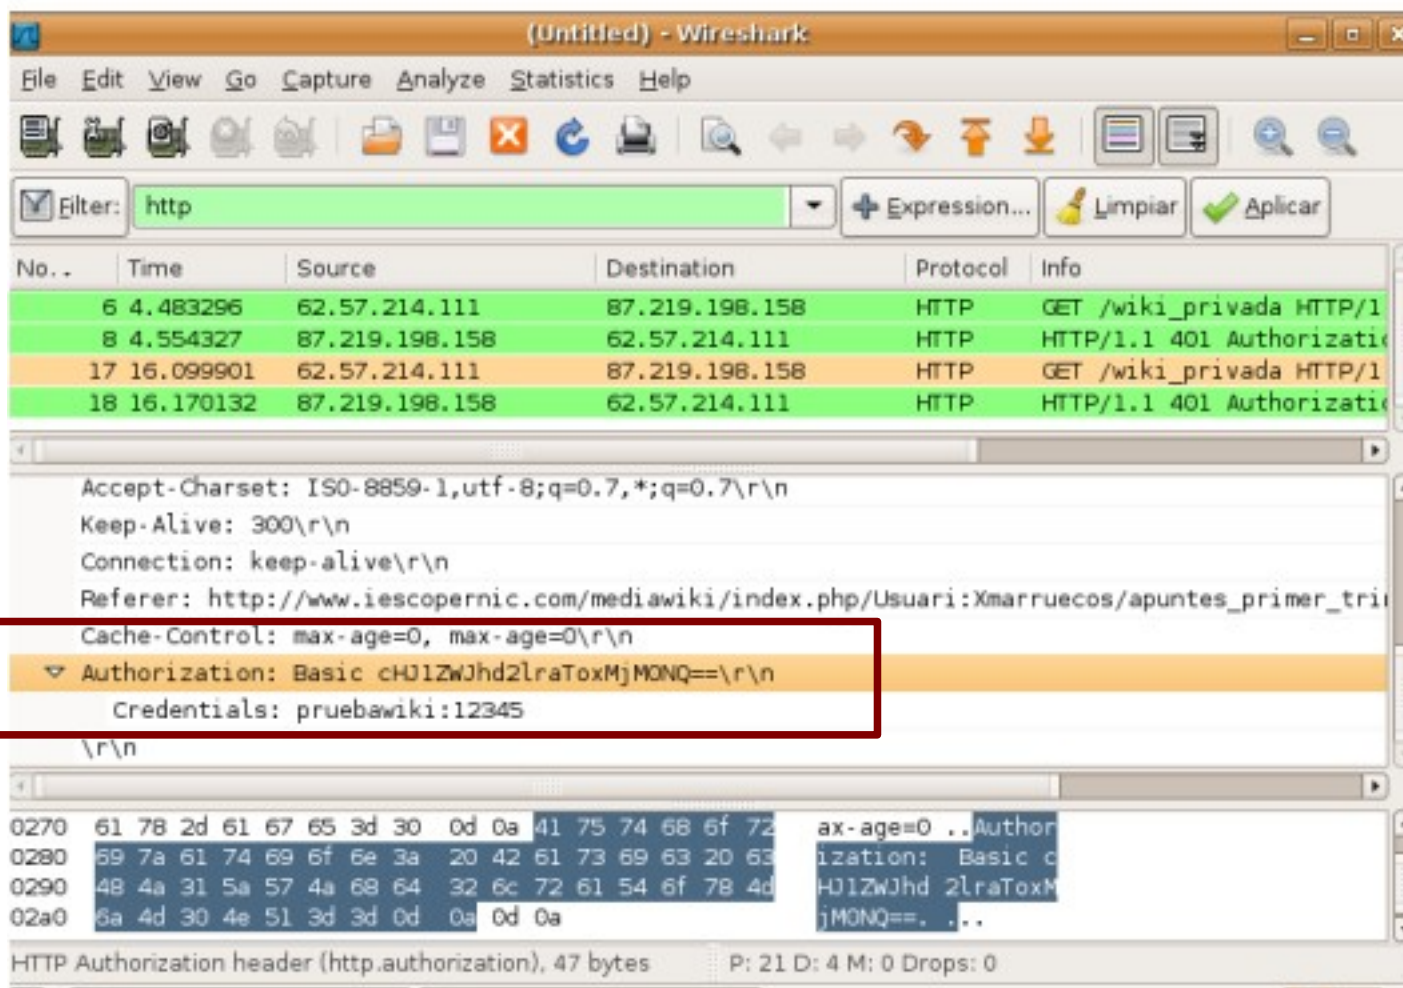 (Untitled) - Wireshark
File Edit View Go Capture Analyze Statistics Help
Filter: http Expression... Limpiar Aplicar
No. . Time Source Destination Protocol Info
6 4.483296 62.57.214.111 87.219.198.158 HTTP GET /wiki_privada HTTP/1
8 4.554327 87.219.198.158 62.57.214.111 HTTP HTTP/1.1 401 Authorizatio
17 16.099901 62.57.214.111 87.219.198.158 HTTP GET /wiki_privada HTTP/1
18 16.170132 87.219.198.158 62.57.214.111 HTTP HTTP/1.1 401 Authorizatio
Accept-Charset: ISO-8859-1,utf-8;q=0.7,*;q=0.7\r\n
Keep-Alive: 300\r\n
Connection: keep-alive\r\n
Referer: http://www.iescopernic.com/mediawiki/index.php/Usuari:Xmarruecos/apuntes_primer_tri
Cache-Control: max-age=0, max-age=0\r\n
Authorization: Basic cHJ1ZWJhd2lraToxMjM0NQ==\r\n
Credentials: pruebawiki:12345
\r\n
0270 61 78 2d 61 67 65 3d 30 0d 0a 41 75 74 68 6f 72 ax-age=0 ..Author
0280 69 7a 61 74 69 6f 6e 3a 20 42 61 73 69 63 20 63 ization: Basic c
0290 48 4a 31 5a 57 4a 68 64 32 6c 72 61 54 6f 78 4d HJ1ZWJhd 2lraToxM
02a0 6a 4d 30 4e 51 3d 3d 0d 0a 0d 0a jM0NQ==. ...
HTTP Authorization header (http.authorization), 47 bytes P: 21 D: 4 M: 0 Drops: 0